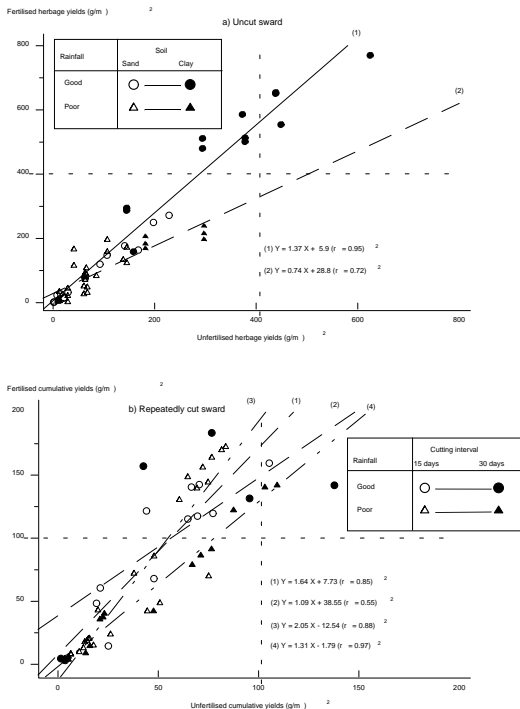 Fertilised herbage yields (g/m ) 2
a) Uncut sward
800
600
400
200
0
0 200 400 600 800
Unfertilised herbage yields (g/m ) 2
Rainfall Soil
Sand Clay
Good
Poor
(1)
(2)
(1) Y = 1.37 X + 5.9 (r = 0.95) 2
(2) Y = 0.74 X + 28.8 (r = 0.72) 2
Fertilised cumulative yields (g/m ) 2
b) Repeatedly cut sward
(3) (1) (2) (4)
200
150
100
50
0
0 50 100 150 200
Unfertilised cumulative yields (g/m ) 2
Rainfall Cutting interval
15 days 30 days
Good
Poor
(1) Y = 1.64 X + 7.73 (r = 0.85) 2
(2) Y = 1.09 X + 38.55 (r = 0.55) 2
(3) Y = 2.05 X - 12.54 (r = 0.88) 2
(4) Y = 1.31 X - 1.79 (r = 0.97) 2